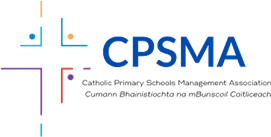 CPSMA
Catholic Primary Schools Management Association
Cumann Bhainistíochta na mBunscoil Caitliceach